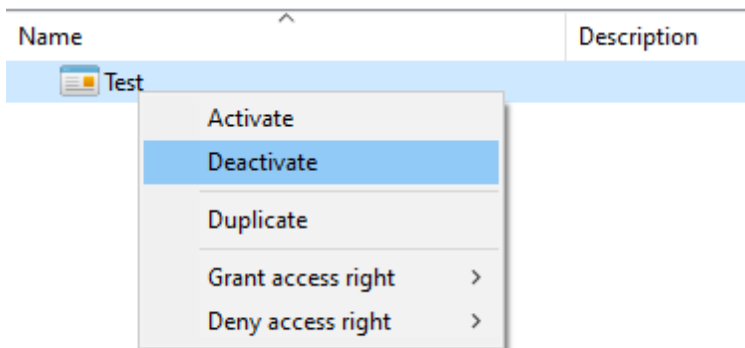 Name Description
Test
Activate
Deactivate
Duplicate
Grant access right
Deny access right